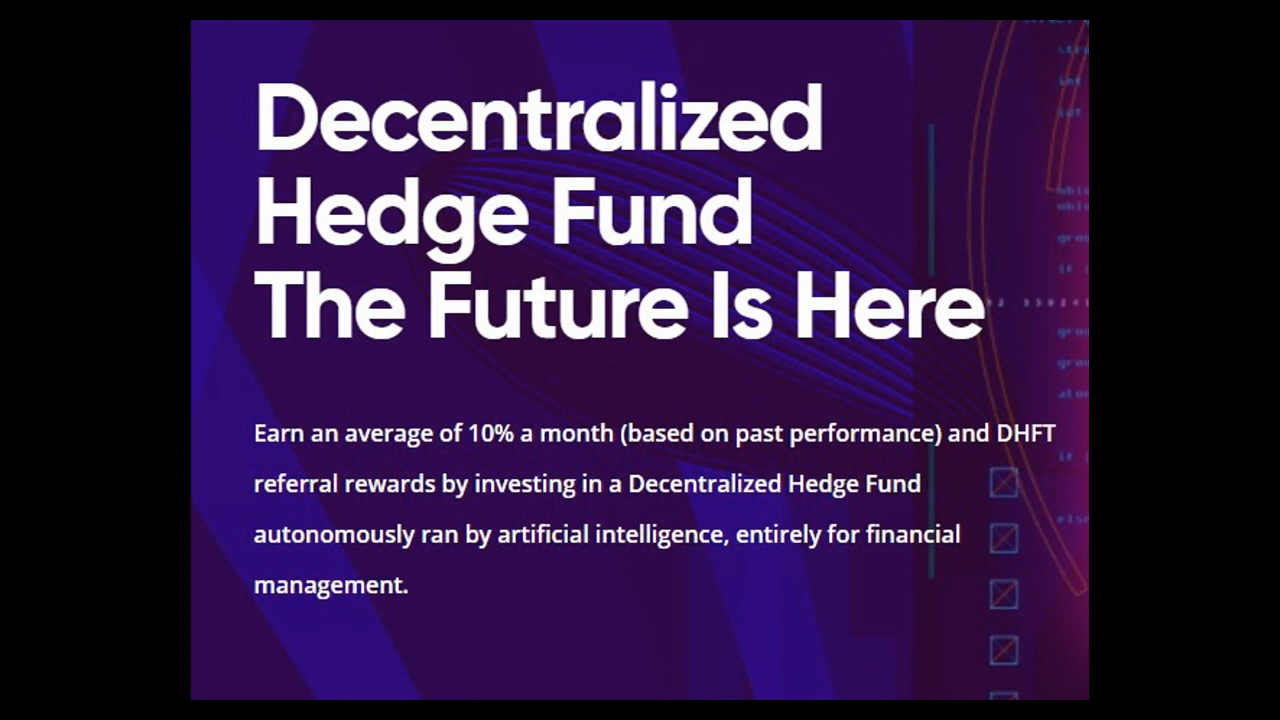 Decentralized
Hedge Fund
The Future Is Here
Earn an average of 10% a month (based on past performance) and DHFT
referral rewards by investing in a Decentralized Hedge Fund
autonomously ran by artificial intelligence, entirely for financial
management.